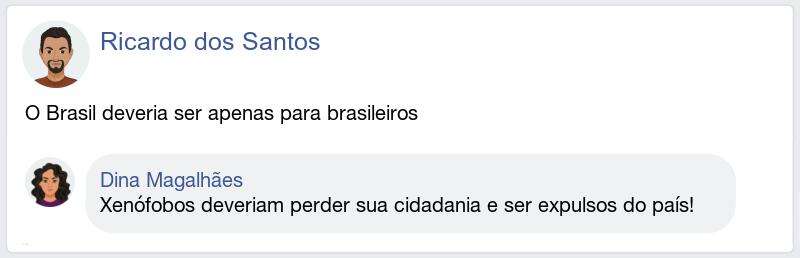 Ricardo dos Santos
O Brasil deveria ser apenas para brasileiros
Dina Magalhães
Xenófobos deveriam perder sua cidadania e ser expulsos do país!